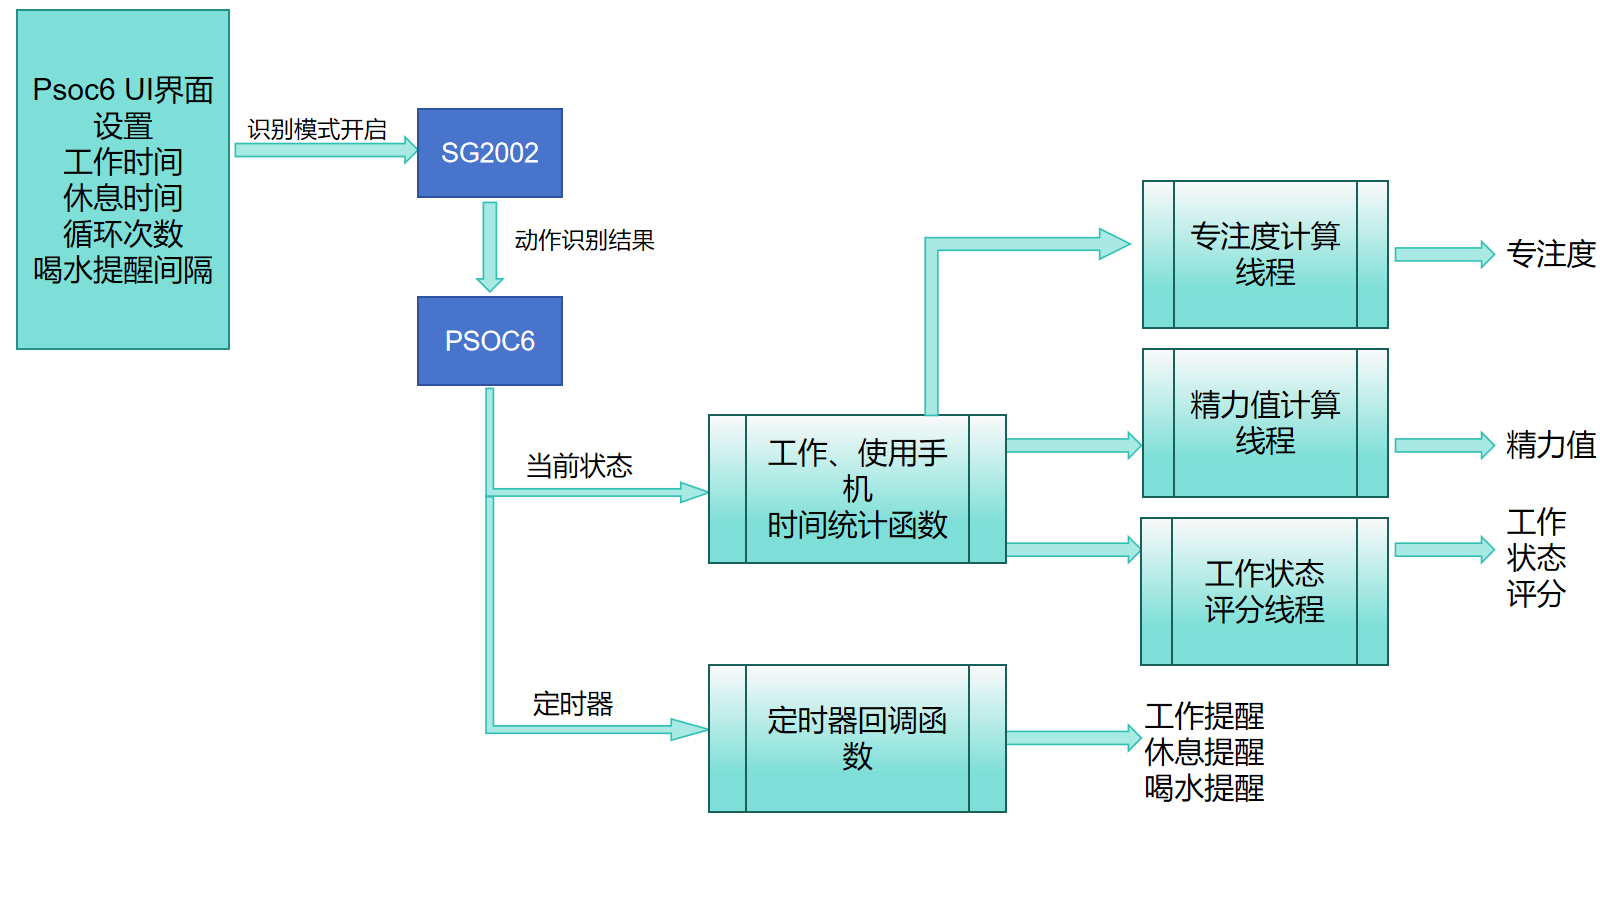 Psoc6 UI界面
设置
工作时间
休息时间
循环次数
喝水提醒间隔
识别模式开启
SG2002
动作识别结果
PSOC6
当前状态
工作、使用手
机
时间统计函数
专注度计算
线程
专注度
精力值计算
线程
精力值
工作状态
评分线程
工作
状态
评分
定时器
定时器回调函
数
工作提醒
休息提醒
喝水提醒